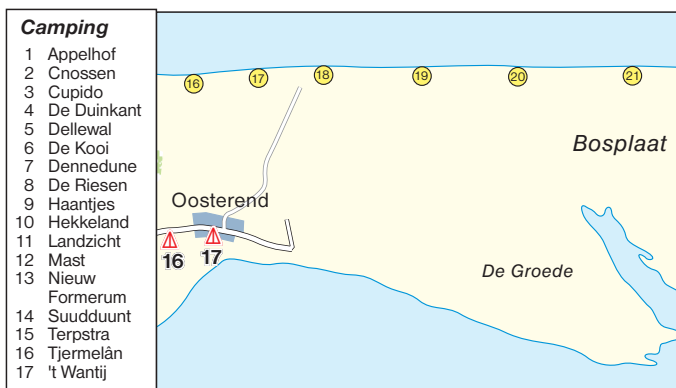 Camping
1 Appelhof
2 Cnossen
3 Cupido
4 De Duinkant
5 Dellewal
6 De Kooi
7 Dennedune
8 De Riesen
9 Haantjes
10 Hekkeland
11 Landzicht
12 Mast
13 Nieuw
Formerum
14 Suudduunt
15 Terpstra
16 Tjermelân
17 't Wantij
16 17 18 19 20 21
Bosplaat
Oosterend
16 17
De Groede